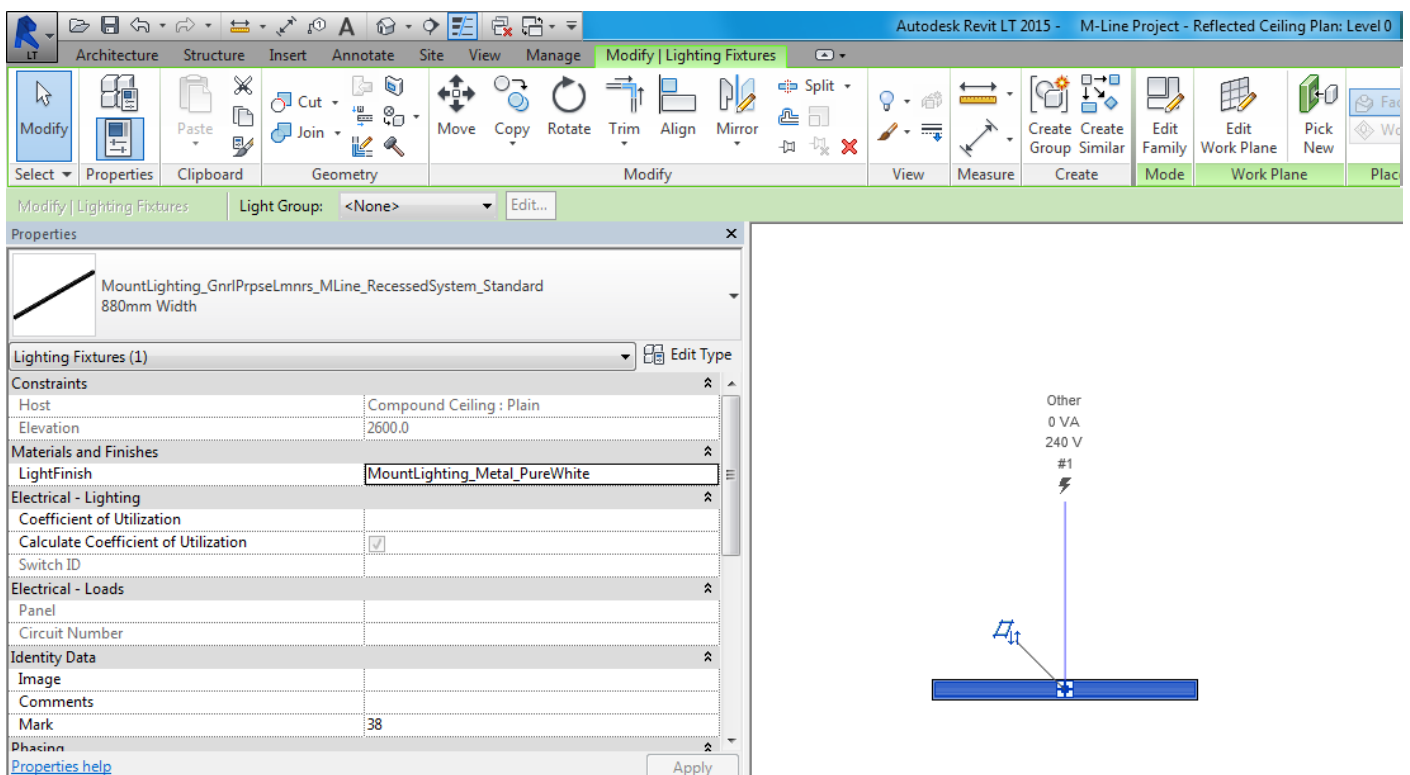 Autodesk Revit LT 2015 - M-Line Project - Reflected Ceiling Plan: Level 0
LT Architecture Structure Insert Annotate Site View Manage Modify | Lighting Fixtures
Modify
Paste
Cut
Join
Move Copy Rotate Trim Align Mirror
Split
Create Group
Create Similar
Edit Family
Edit Work Plane
Pick New
Fac
Wo
Select Properties Clipboard Geometry Modify View Measure Create Mode Work Plane Plac
Modify | Lighting Fixtures Light Group: <None> Edit...
Properties
MountLighting_GnrlPrpseLmnrs_MLine_RecessedSystem_Standard
880mm Width
Lighting Fixtures (1) Edit Type
Constraints
Host Compound Ceiling : Plain
Elevation 2600.0
Materials and Finishes
LightFinish MountLighting_Metal_PureWhite
Electrical - Lighting
Coefficient of Utilization
Calculate Coefficient of Utilization
Switch ID
Electrical - Loads
Panel
Circuit Number
Identity Data
Image
Comments
Mark 38
Phasing
Properties help Apply
Other
0 VA
240 V
#1